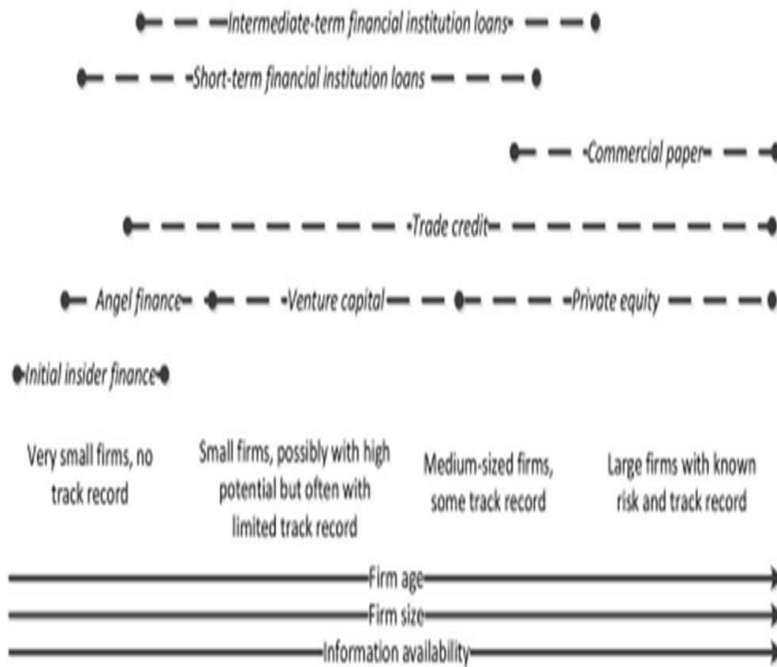 Intermediate-term financial institution loans
Short-term financial institution loans
Commercial paper
Trade credit
Angel finance
Venture capital
Private equity
Initial insider finance
Very small firms, no
track record
Small firms, possibly with high
potential but often with
limited track record
Medium-sized firms,
some track record
Large firms with known
risk and track record
Firm age
Firm size
Information availability